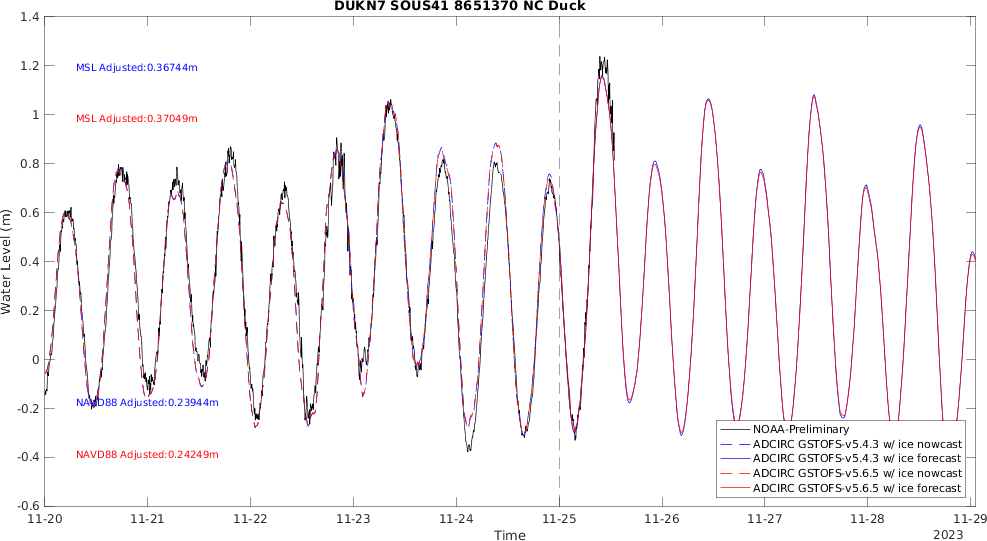 DUKN7 SOUS41 8651370 NC Duck
1.4
1.2
1
0.8
0.6
0.4
0.2
0
-0.2
-0.4
-0.6
Water Level (m)
MSL Adjusted:0.36744m
MSL Adjusted:0.37049m
NAVD88 Adjusted:0.23944m
NAVD88 Adjusted:0.24249m
NOAA-Preliminary
ADCIRC GSTOFS-v5.4.3 w/ ice nowcast
ADCIRC GSTOFS-v5.4.3 w/ ice forecast
ADCIRC GSTOFS-v5.6.5 w/ ice nowcast
ADCIRC GSTOFS-v5.6.5 w/ ice forecast
11-20 11-21 11-22 11-23 11-24 11-25 11-26 11-27 11-28 11-29
Time
2023